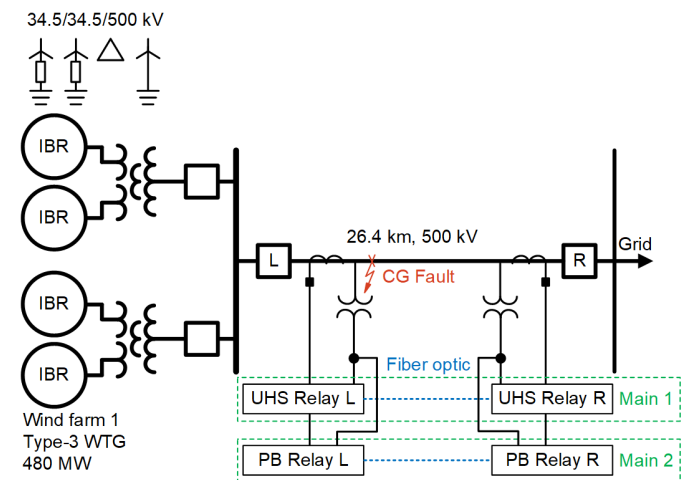 34.5/34.5/500 kV
IBR
IBR
26.4 km, 500 kV
Grid
L
R
CG Fault
IBR
IBR
Fiber optic
UHS Relay L
UHS Relay R
Main 1
Wind farm 1
Type-3 WTG
480 MW
PB Relay L
PB Relay R
Main 2